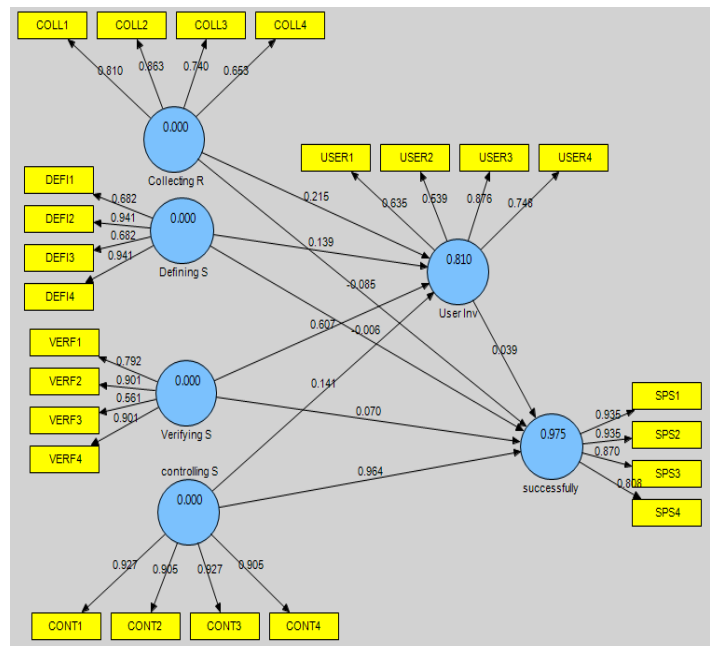 COLL1 COLL2 COLL3 COLL4
0.810 0.863 0.740 0.653
0.000
Collecting R
USER1 USER2 USER3 USER4
0.635 0.539 0.876 0.746
DEFI1
DEFI2
DEFI3
DEFI4
0.682
0.941
0.682
0.941
0.000
Defining S
0.215
0.139
-0.085
0.810
User Inv
0.607
-0.006
0.141
0.039
VERF1
VERF2
VERF3
VERF4
0.792
0.901
0.561
0.901
0.000
Verifying S
0.070
0.964
0.975
successfully
0.935
0.935
0.870
0.808
SPS1
SPS2
SPS3
SPS4
controlling S
0.000
0.927 0.905 0.927 0.905
CONT1 CONT2 CONT3 CONT4